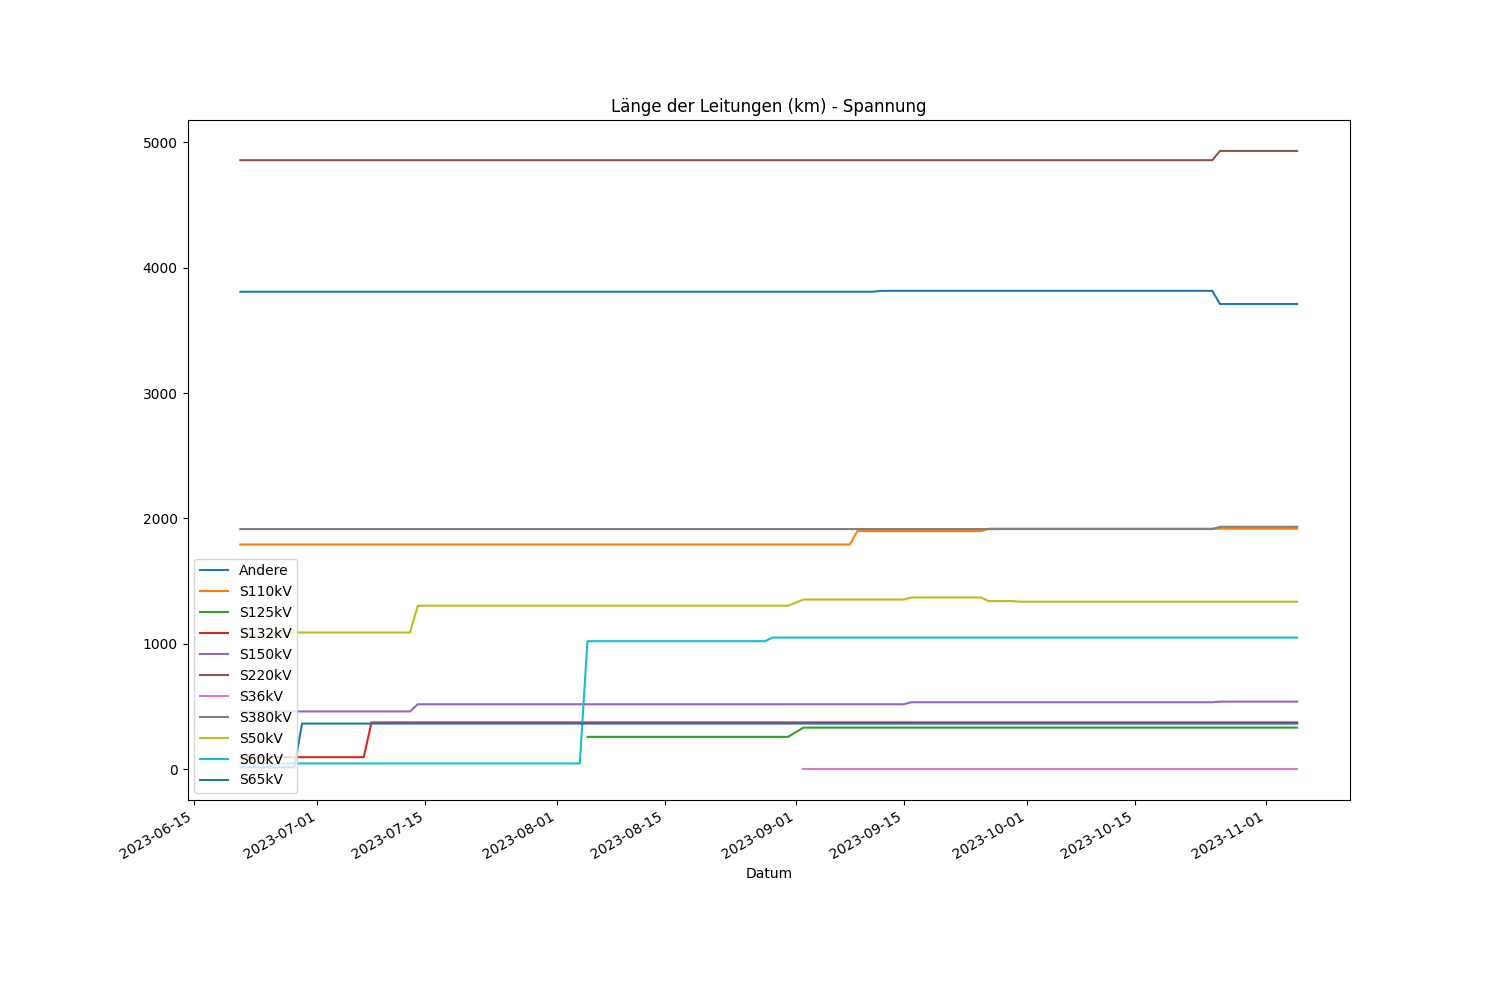 Länge der Leitungen (km) - Spannung
5000
4000
3000
2000
1000
0
Andere
S110kV
S125kV
S132kV
S150kV
S220kV
S36kV
S380kV
S50kV
S60kV
S65kV
2023-06-15
2023-07-01
2023-07-15
2023-08-01
2023-08-15
2023-09-01
2023-09-15
2023-10-01
2023-10-15
2023-11-01
Datum